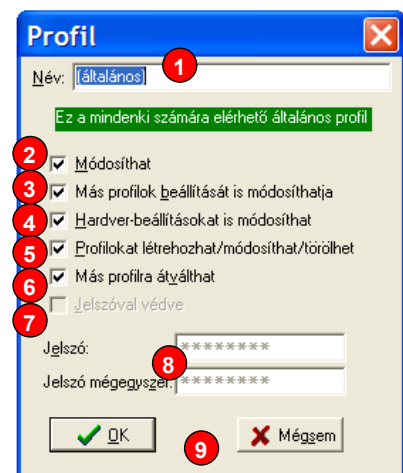 Profil
1
Név: [általános]
Ez a mindenki számára elérhető általános profil
2 Módosíthat
3 Más profilok beállítását is módosíthatja
4 Hardver-beállításokat is módosíthat
5 Profilokat létrehozhat/módosíthat/törölhet
6 Más profilra átválthat
7 Jelszóval védve
Jelszó: ********
8
Jelszó mégegyszer: ********
OK
9
Mégsem